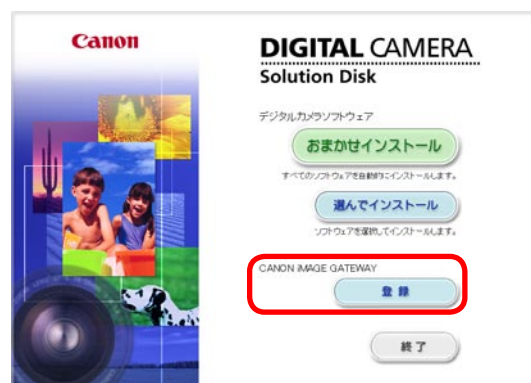 Canon
DIGITAL CAMERA
Solution Disk
デジタルカメラソフトウェア
おまかせインストール
すべてのソフトウェアを自動的にインストールします。
選んでインストール
ソフトウェアを選択してインストールします。
CANON iMAGE GATEWAY
登録
終了